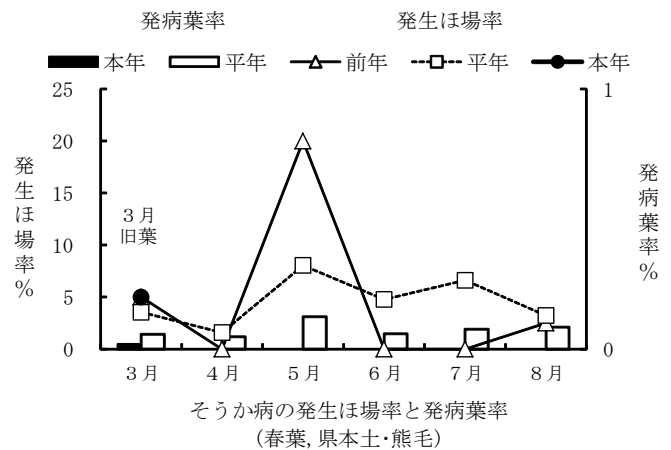 発病葉率 発生ほ場率
本年 平年 前年 平年 本年
25 1
20
15
10
5
0 0
発生ほ場率%
発病葉率%
3月
旧葉
3月 4月 5月 6月 7月 8月
そうか病の発生ほ場率と発病葉率
(春葉,県本土・熊毛)